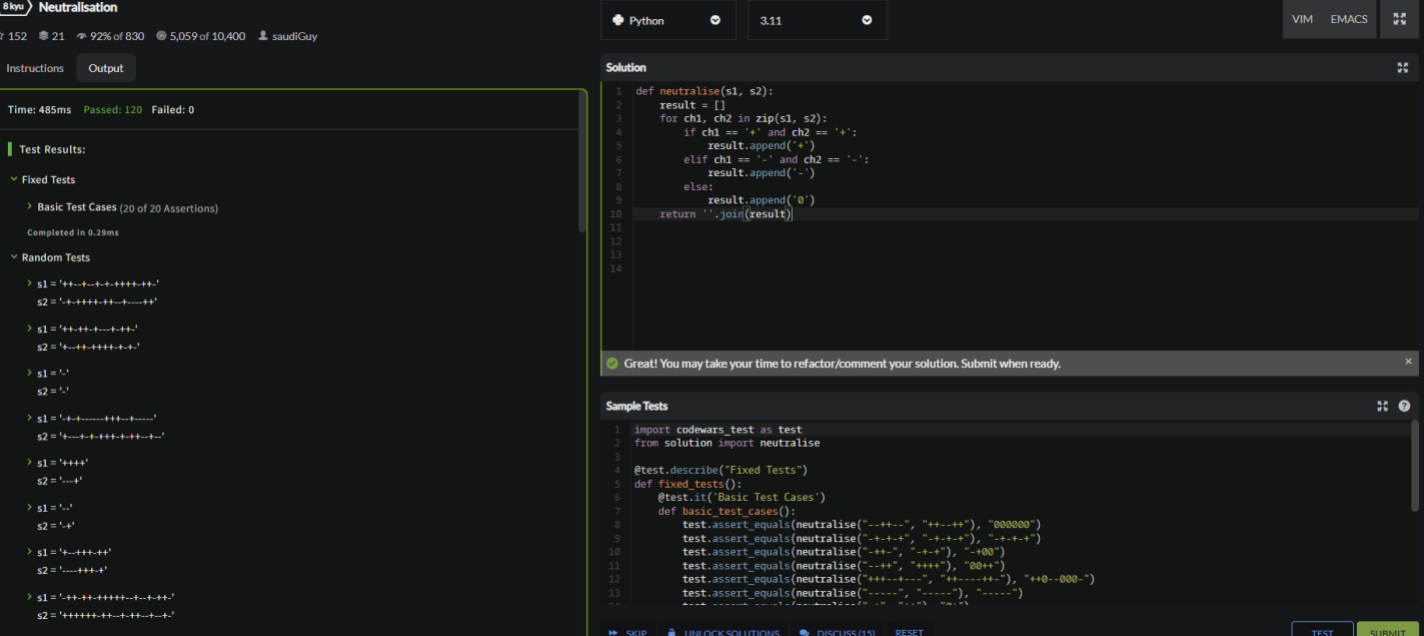 8 kyu Neutralisation
152 21 92% of 830 5,059 of 10,400 saudiGuy
Instructions Output
Time: 485ms Passed: 120 Failed: 0
Test Results:
Fixed Tests
Basic Test Cases (20 of 20 Assertions)
Completed in 0.29ms
Random Tests
s1 = '++--+--+-+-++++-++-'
s2 = '-+-++++-++--+----++'
s1 = '++-++-+---+-++-'
s2 = '+--++-++++-+-+-'
s1 = '-'
s2 = '-'
s1 = '-+-+------+++--+-----'
s2 = '+---+-+-+++-+-++--+--'
s1 = '++++'
s2 = '---+'
s1 = '--'
s2 = '-+'
s1 = '+--+++-++'
s2 = '----+++-+'
s1 = '-++-++-+++++--+--+-++-'
s2 = '++++++-++--+-++--+--+-'
Python 3.11 VIM EMACS
Solution
1 def neutralise(s1, s2):
2 result = []
3 for ch1, ch2 in zip(s1, s2):
4 if ch1 == '+' and ch2 == '+':
5 result.append('+')
6 elif ch1 == '-' and ch2 == '-':
7 result.append('-')
8 else:
9 result.append('0')
10 return ''.join(result)
11
12
13
14
Great! You may take your time to refactor/comment your solution. Submit when ready. ×
Sample Tests
1 import codewars_test as test
2 from solution import neutralise
3
4 @test.describe("Fixed Tests")
5 def fixed_tests():
6 @test.it('Basic Test Cases')
7 def basic_test_cases():
8 test.assert_equals(neutralise("--++--", "++--++"), "000000")
9 test.assert_equals(neutralise("-+-+-+", "-+-+-+"), "-+-+-+")
10 test.assert_equals(neutralise("-++-", "-+-+"), "-+00")
11 test.assert_equals(neutralise("--++", "++++"), "00++")
12 test.assert_equals(neutralise("+++--+---", "++----++-"), "++0--000-")
13 test.assert_equals(neutralise("-----", "-----"), "-----")
SKIP UNLOCK SOLUTIONS DISCUSS (15) RESET TEST SUBMIT